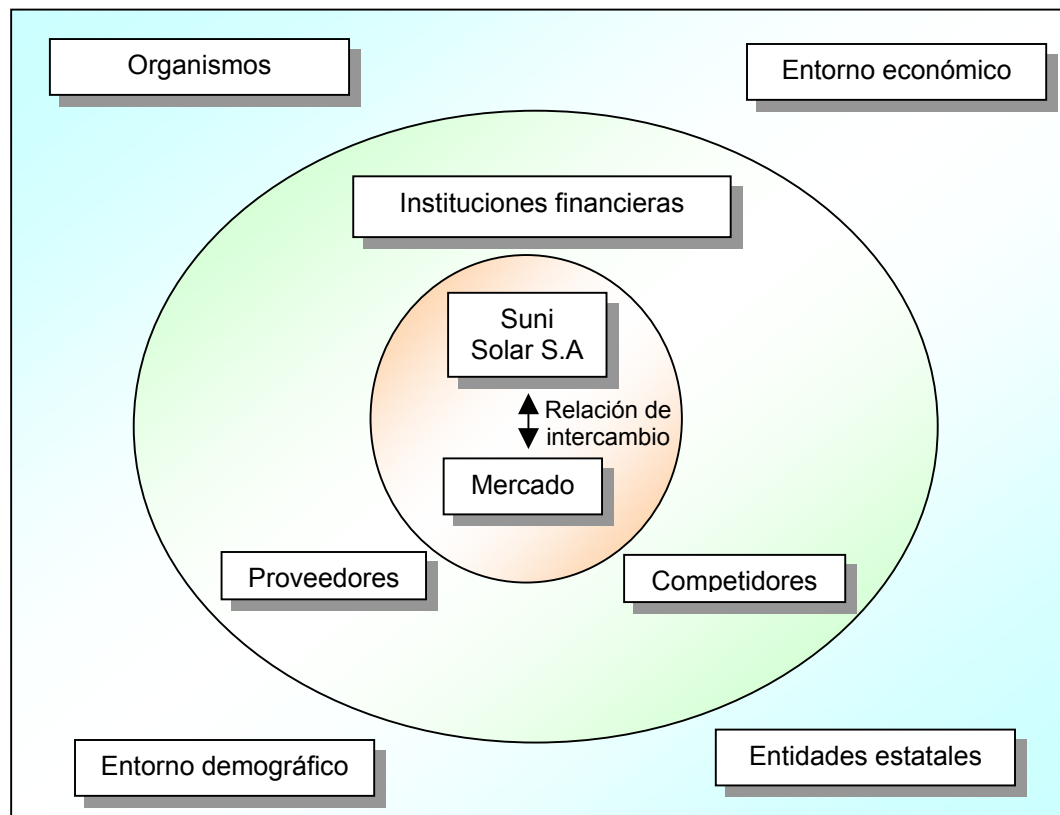 Organismos
Entorno económico
Instituciones financieras
Suni
Solar S.A
Relación de
intercambio
Mercado
Proveedores
Competidores
Entorno demográfico
Entidades estatales